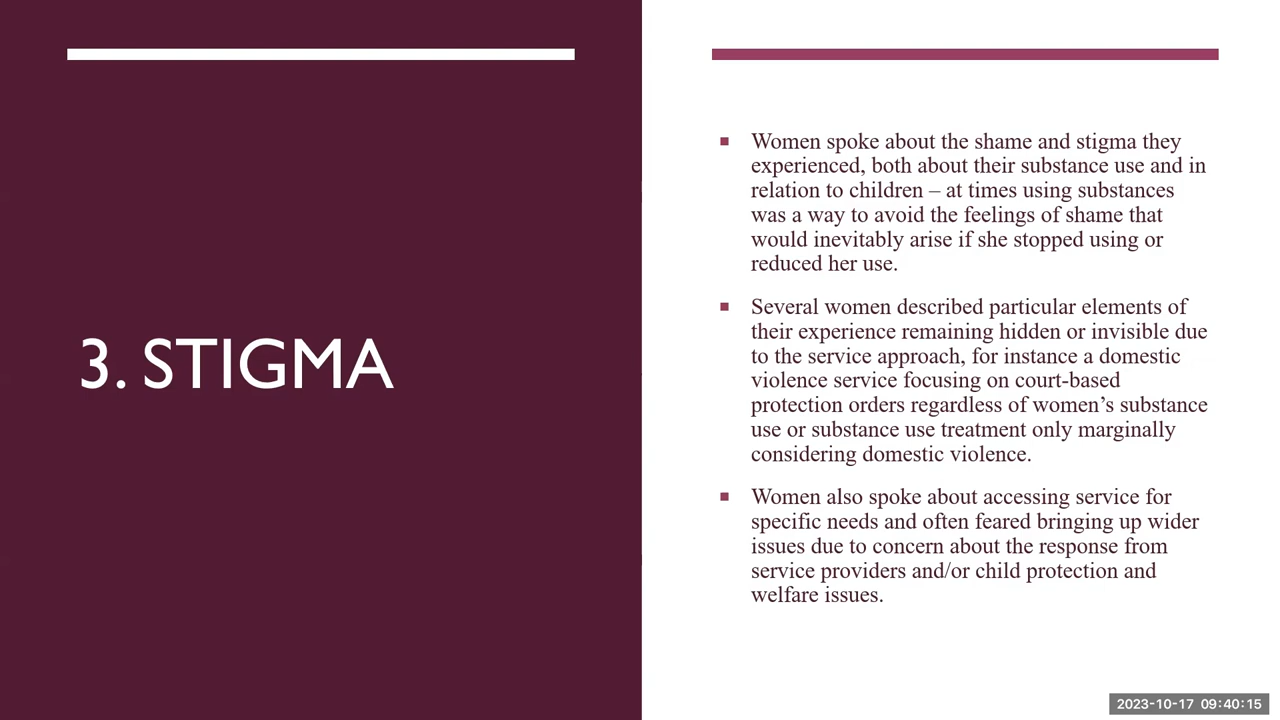 3. STIGMA
Women spoke about the shame and stigma they
experienced, both about their substance use and in
relation to children – at times using substances
was a way to avoid the feelings of shame that
would inevitably arise if she stopped using or
reduced her use.
Several women described particular elements of
their experience remaining hidden or invisible due
to the service approach, for instance a domestic
violence service focusing on court-based
protection orders regardless of women’s substance
use or substance use treatment only marginally
considering domestic violence.
Women also spoke about accessing service for
specific needs and often feared bringing up wider
issues due to concern about the response from
service providers and/or child protection and
welfare issues.
2023-10-17 09:40:15